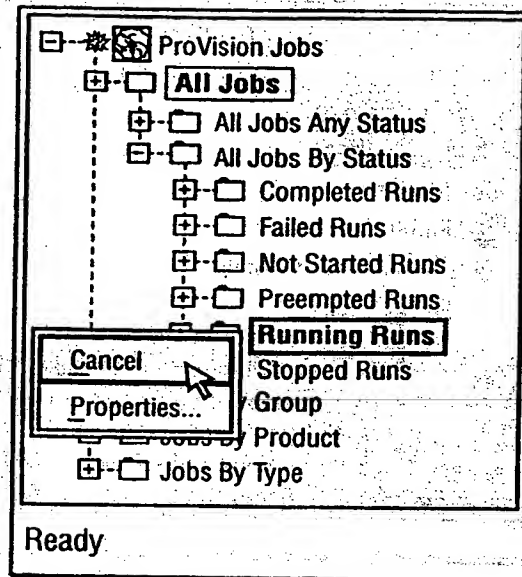 ProVision Jobs
All Jobs
All Jobs Any Status
All Jobs By Status
Completed Runs
Failed Runs
Not Started Runs
Preempted Runs
Running Runs
Cancel
Stopped Runs
Properties...
Group
Jobs By Product
Jobs By Type
Ready